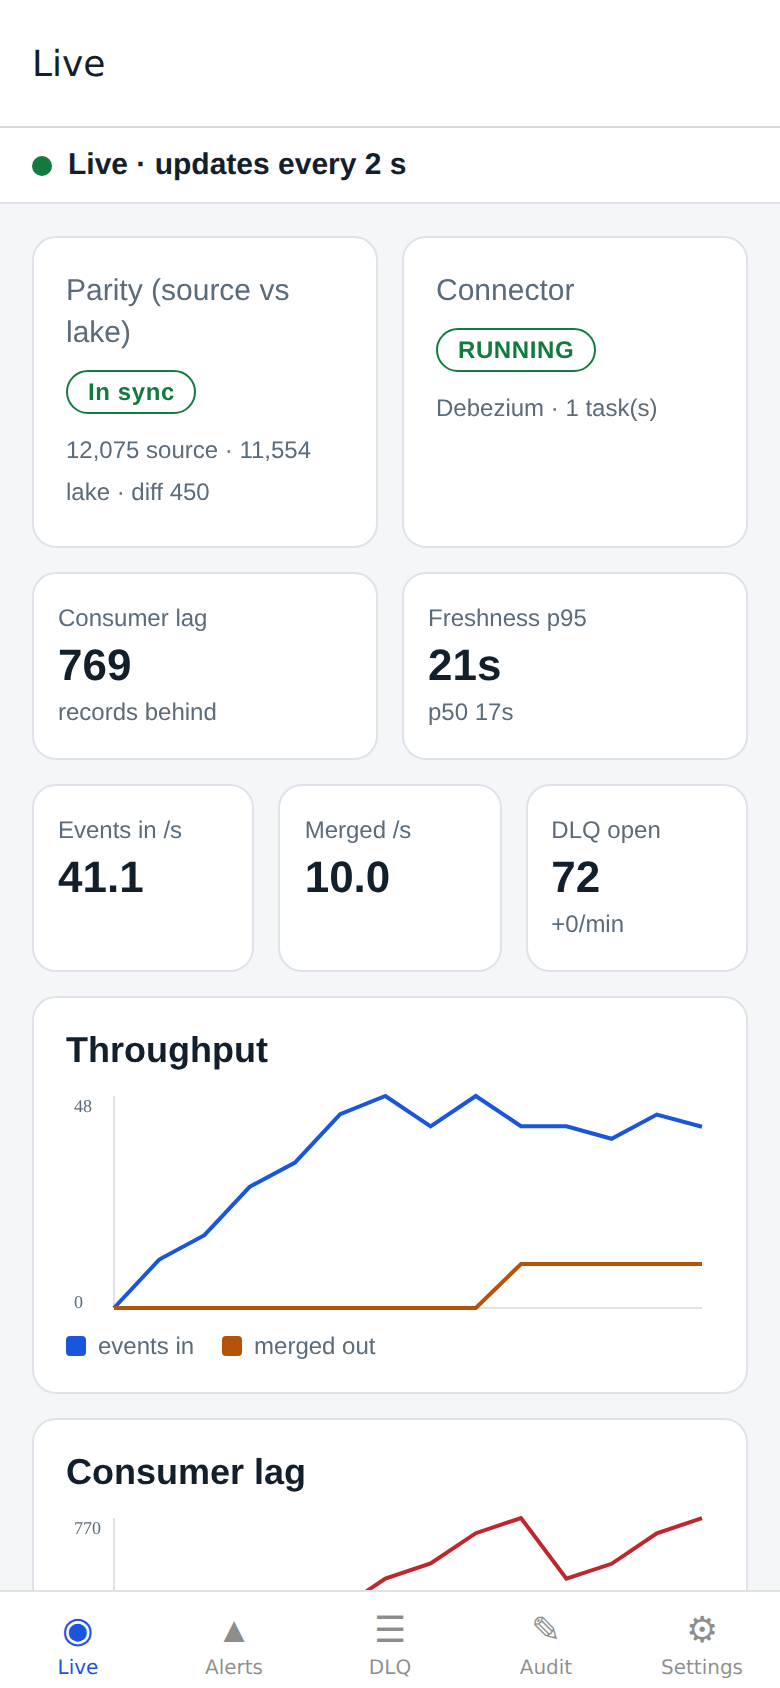 Live
Live · updates every 2 s
Parity (source vs
lake)
In sync
12,075 source · 11,554
lake · diff 450
Connector
RUNNING
Debezium · 1 task(s)
Consumer lag
769
records behind
Freshness p95
21s
p50 17s
Events in /s
41.1
Merged /s
10.0
DLQ open
72
+0/min
Throughput
48
0
events in
merged out
Consumer lag
770
Live
Alerts
DLQ
Audit
Settings